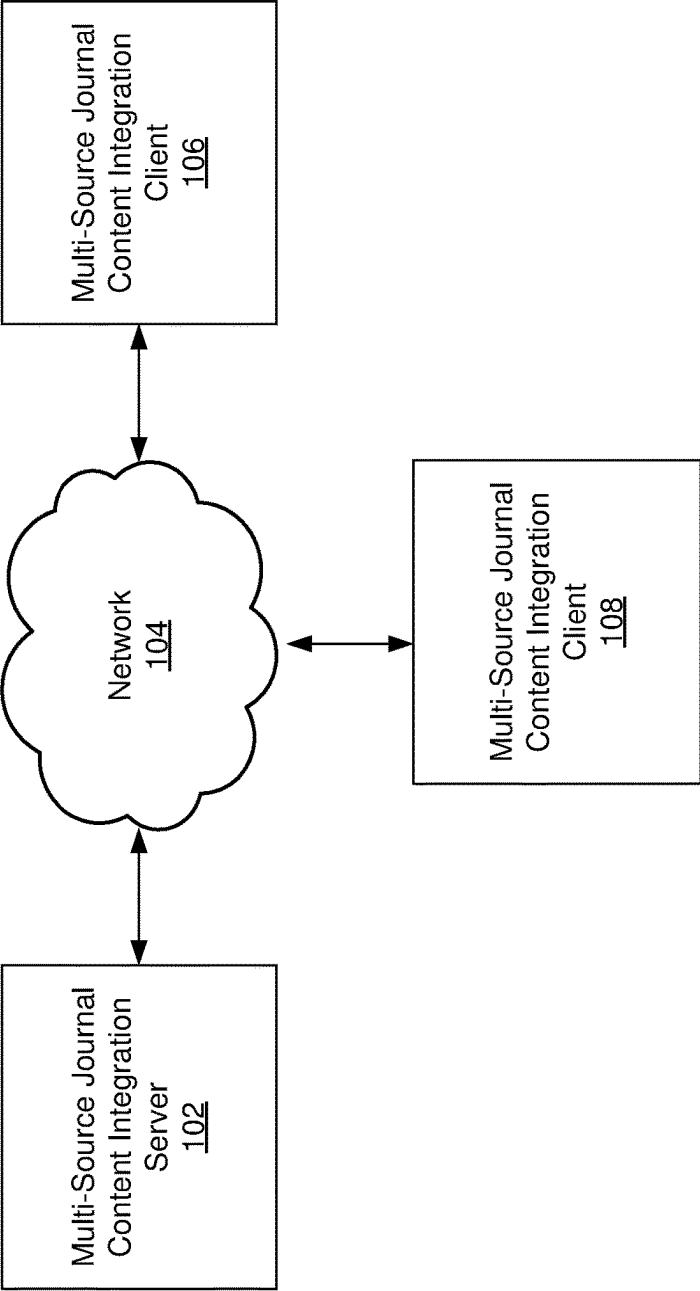 Multi-Source Journal
Content Integration
Server
102
Network
104
Multi-Source Journal
Content Integration
Client
106
Multi-Source Journal
Content Integration
Client
108